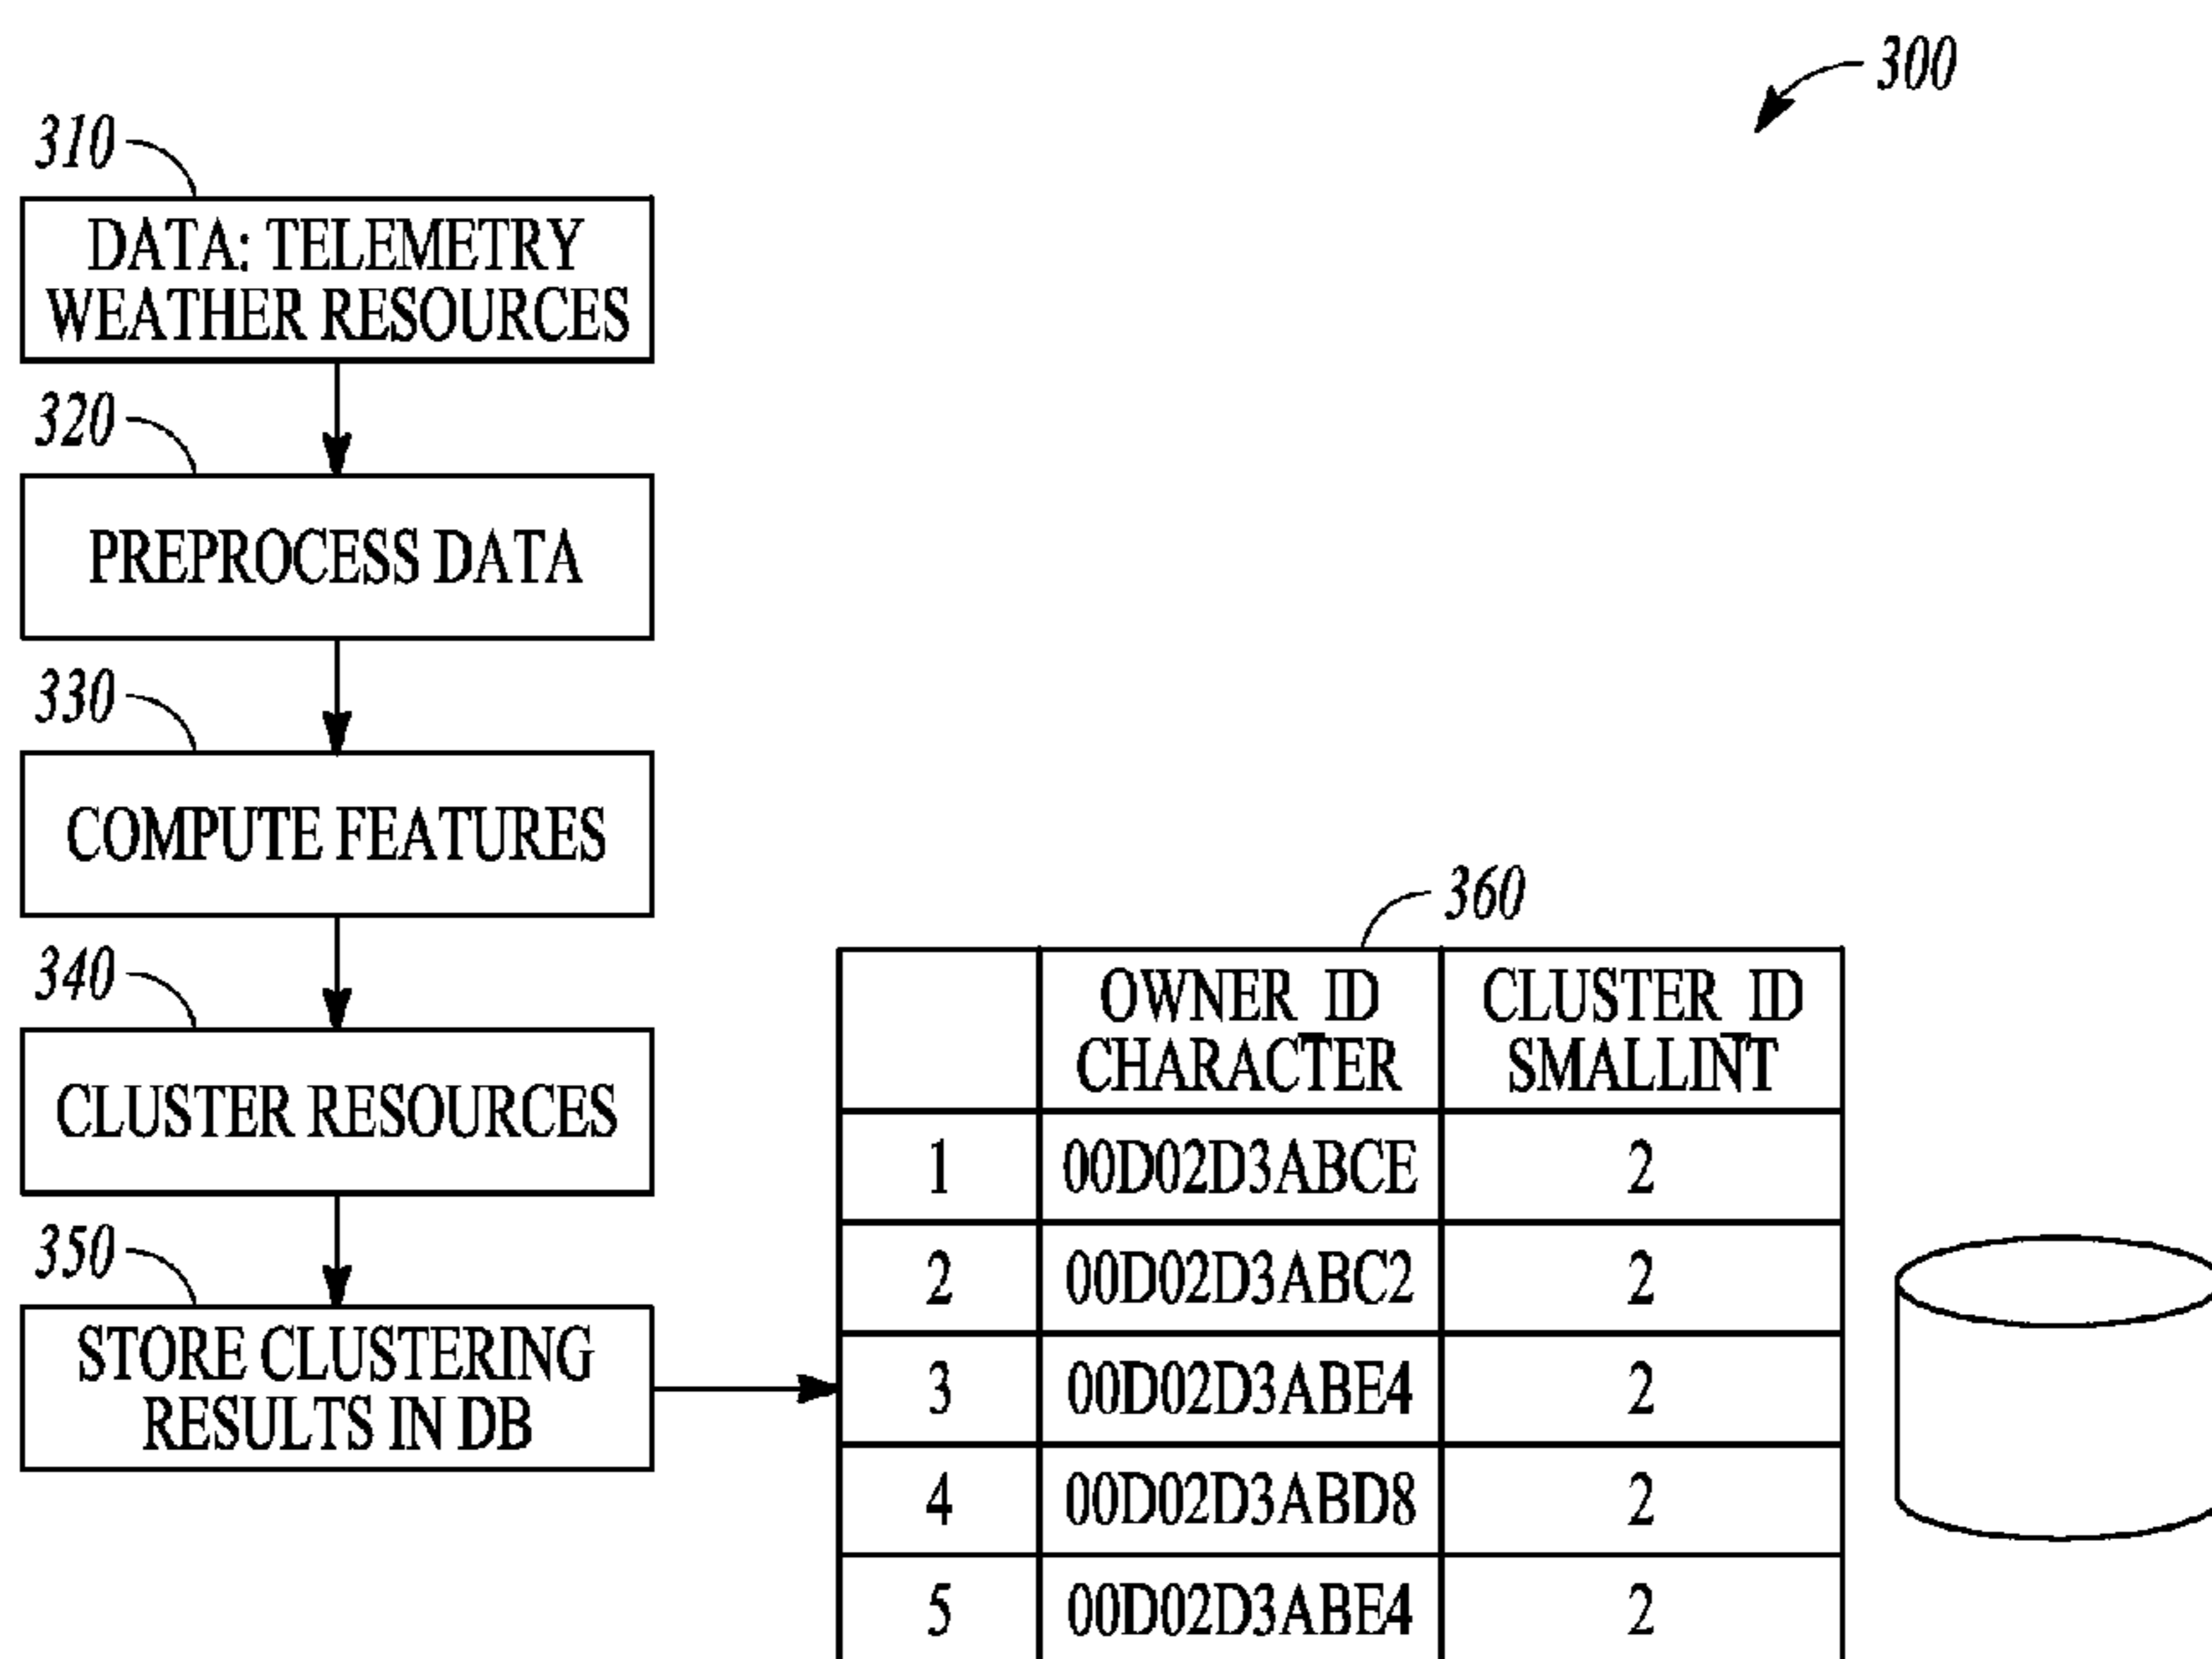 300
310
DATA: TELEMETRY
WEATHER RESOURCES
320
PREPROCESS DATA
330
COMPUTE FEATURES
340
CLUSTER RESOURCES
350
STORE CLUSTERING
RESULTS IN DB
360
OWNER_ID
CHARACTER
CLUSTER_ID
SMALLINT
1 00D02D3ABCE 2
2 00D02D3ABC2 2
3 00D02D3ABE4 2
4 00D02D3ABD8 2
5 00D02D3ABE4 2